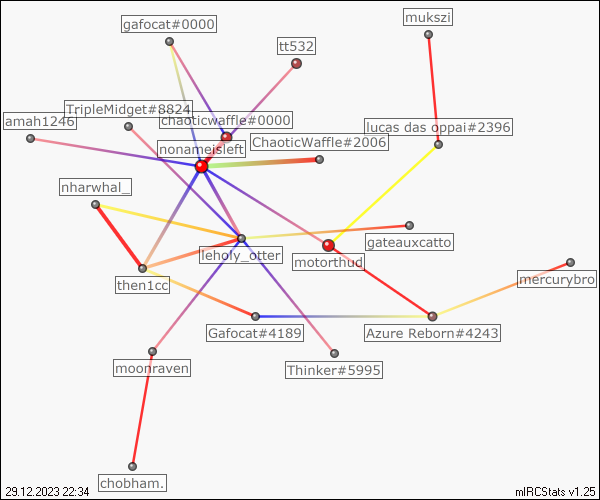 gafocat#0000
mukszi
tt532
TripleMidget#8824
amah1246
chaoticwaffle#0000
lucas das oppai#2396
ChaoticWaffle#2006
nonameisleft
nharwhal_
gateauxcatto
leholy_otter
motorthud
mercurybro
then1cc
Gafocat#4189
Azure Reborn#4243
moonraven
Thinker#5995
chobham.
29.12.2023 22:34
mIRCStats v1.25